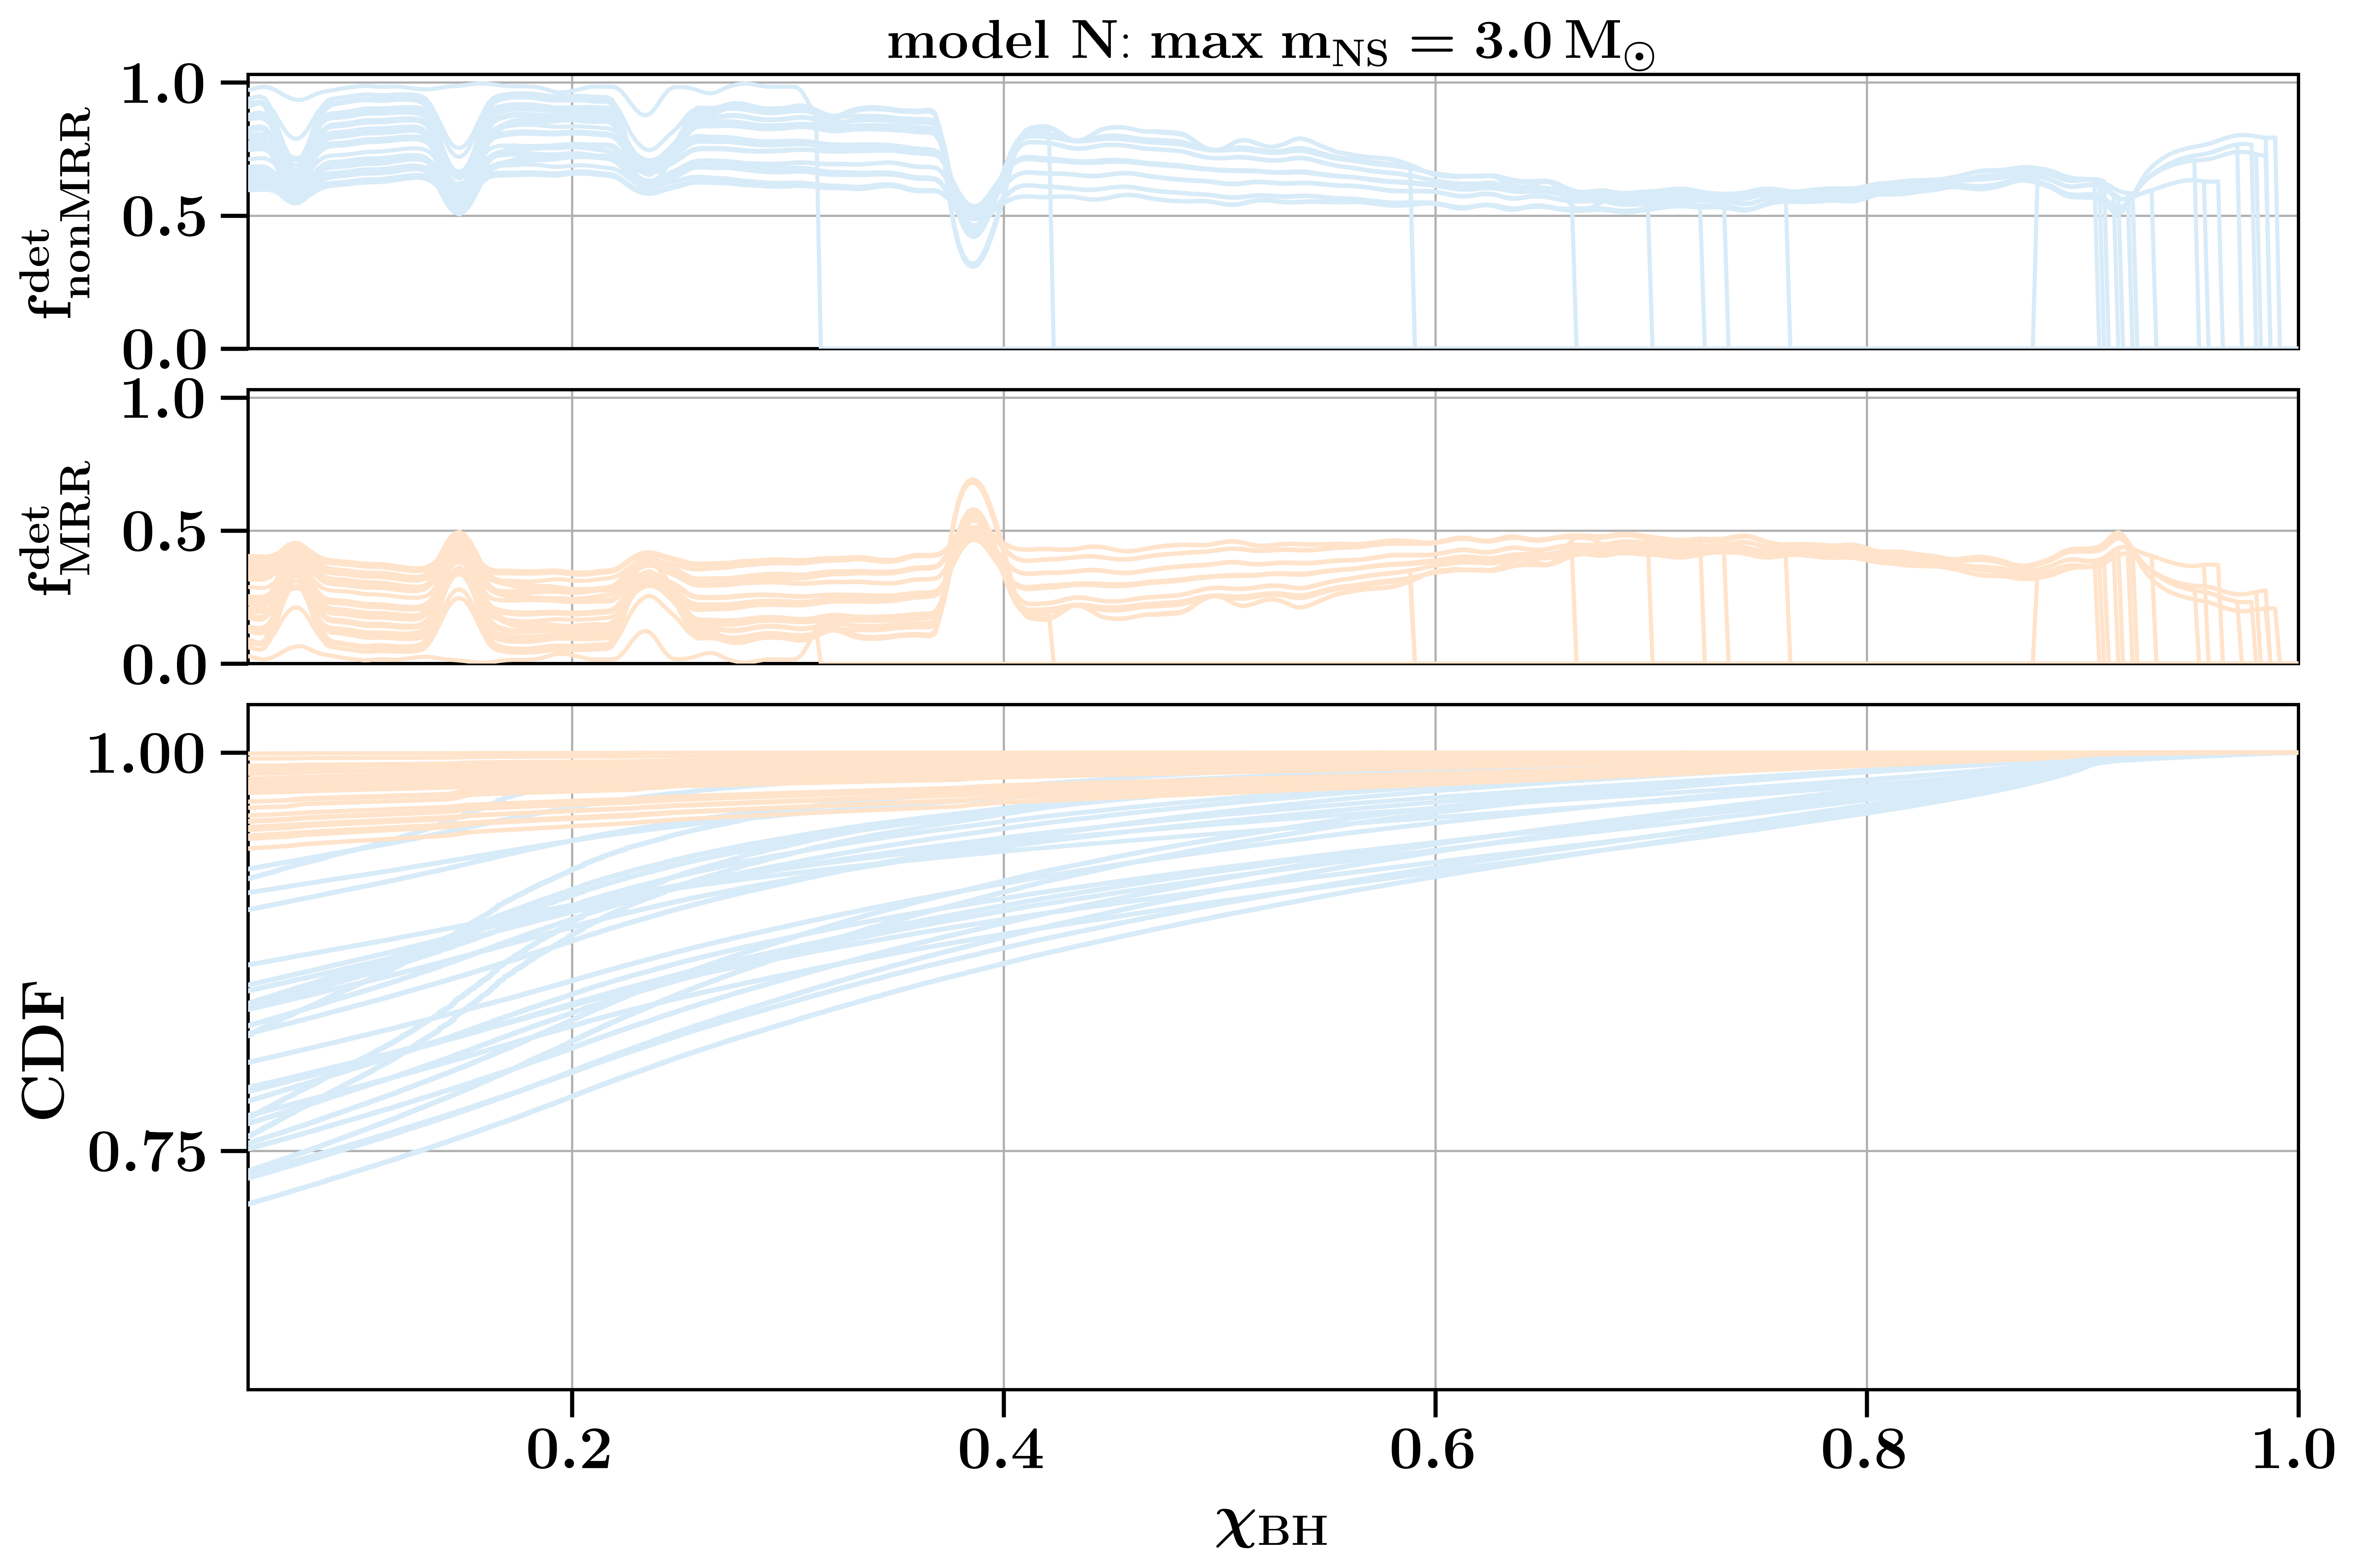 model N: max m_NS = 3.0 M_⊙
1.0
0.5
0.0
f^det_nonMRR
1.0
0.5
0.0
f^det_MRR
1.00
0.75
CDF
0.2 0.4 0.6 0.8 1.0
χ_BH